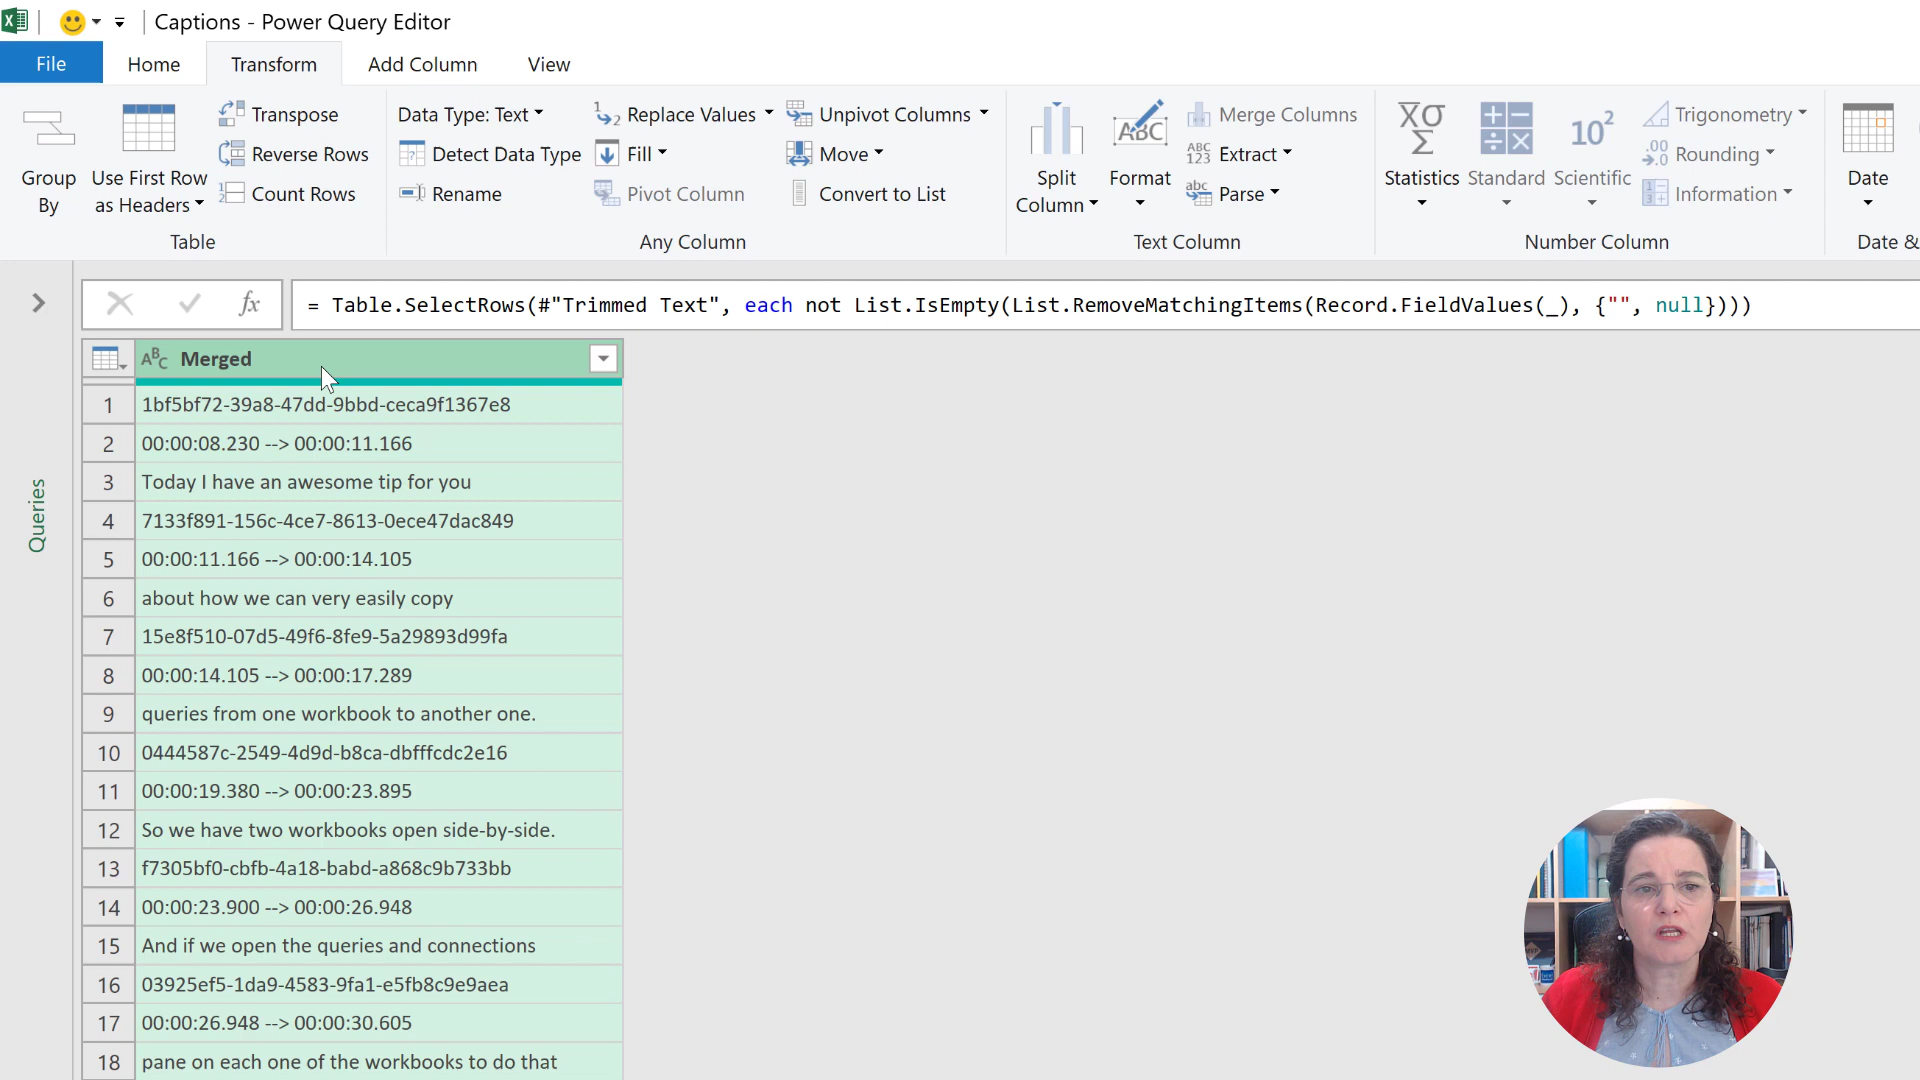 Captions - Power Query Editor
File Home Transform Add Column View
Group By
Use First Row as Headers
Transpose
Reverse Rows
Count Rows
Table
Data Type: Text
Detect Data Type
Rename
Replace Values
Fill
Pivot Column
Unpivot Columns
Move
Convert to List
Any Column
Split Column
Format
Merge Columns
Extract
Parse
Text Column
Statistics
Standard
Scientific
Trigonometry
Rounding
Information
Number Column
Date
Date &
fx = Table.SelectRows(#"Trimmed Text", each not List.IsEmpty(List.RemoveMatchingItems(Record.FieldValues(_), {"", null})))
Queries
ABC Merged
1 1bf5bf72-39a8-47dd-9bbd-ceca9f1367e8
2 00:00:08.230 --> 00:00:11.166
3 Today I have an awesome tip for you
4 7133f891-156c-4ce7-8613-0ece47dac849
5 00:00:11.166 --> 00:00:14.105
6 about how we can very easily copy
7 15e8f510-07d5-49f6-8fe9-5a29893d99fa
8 00:00:14.105 --> 00:00:17.289
9 queries from one workbook to another one.
10 0444587c-2549-4d9d-b8ca-dbfffcdc2e16
11 00:00:19.380 --> 00:00:23.895
12 So we have two workbooks open side-by-side.
13 f7305bf0-cbfb-4a18-babd-a868c9b733bb
14 00:00:23.900 --> 00:00:26.948
15 And if we open the queries and connections
16 03925ef5-1da9-4583-9fa1-e5fb8c9e9aea
17 00:00:26.948 --> 00:00:30.605
18 pane on each one of the workbooks to do that